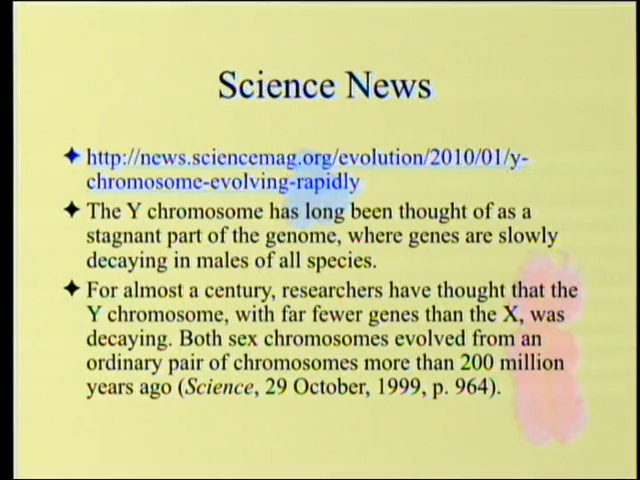 Science News
http://news.sciencemag.org/evolution/2010/01/y-
chromosome-evolving-rapidly
The Y chromosome has long been thought of as a
stagnant part of the genome, where genes are slowly
decaying in males of all species.
For almost a century, researchers have thought that the
Y chromosome, with far fewer genes than the X, was
decaying. Both sex chromosomes evolved from an
ordinary pair of chromosomes more than 200 million
years ago (Science, 29 October, 1999, p. 964).